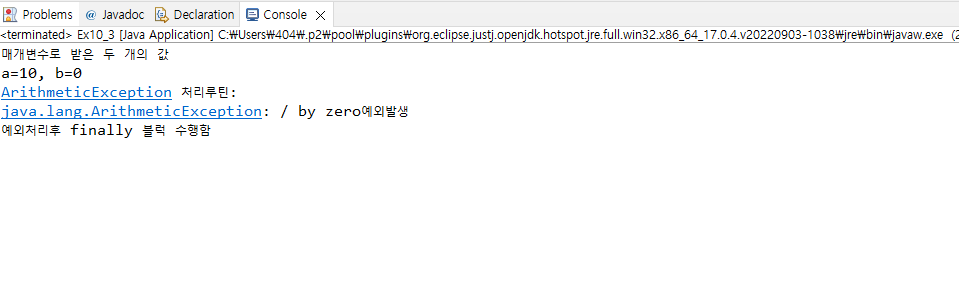 Problems @ Javadoc Declaration Console
<terminated> Ex10_3 [Java Application] C:₩Users₩404₩.p2₩pool₩plugins₩org.eclipse.justj.openjdk.hotspot.jre.full.win32.x86_64_17.0.4.v20220903-1038₩jre₩bin₩javaw.exe (2
매개변수로 받은 두 개의 값
a=10, b=0
ArithmeticException 처리루틴:
java.lang.ArithmeticException: / by zero예외발생
예외처리후 finally 블럭 수행함